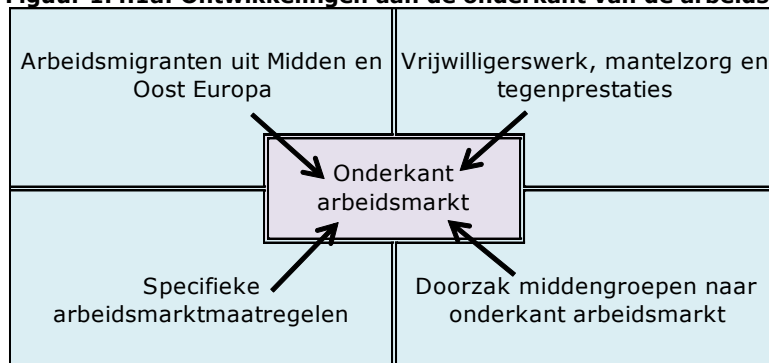 Arbeidsmigranten uit Midden en
Oost Europa
Vrijwilligerswerk, mantelzorg en
tegenprestaties
Onderkant
arbeidsmarkt
Specifieke
arbeidsmarktmaatregelen
Doorzak middengroepen naar
onderkant arbeidsmarkt